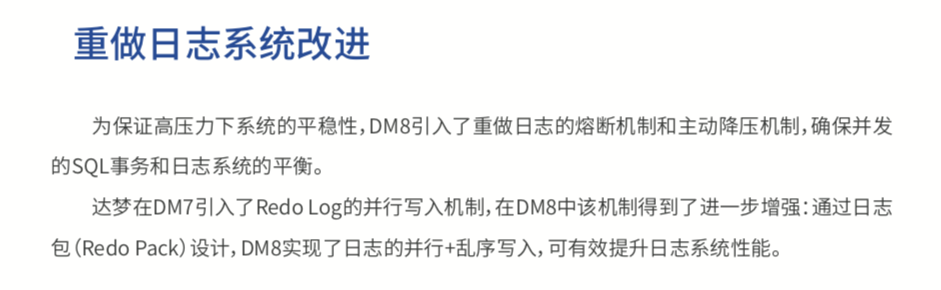 重做日志系统改进
为保证高压力下系统的平稳性，DM8引入了重做日志的熔断机制和主动降压机制，确保并发
的SQL事务和日志系统的平衡。
达梦在DM7引入了Redo Log的并行写入机制，在DM8中该机制得到了进一步增强：通过日志
包（Redo Pack）设计，DM8实现了日志的并行+乱序写入，可有效提升日志系统性能。